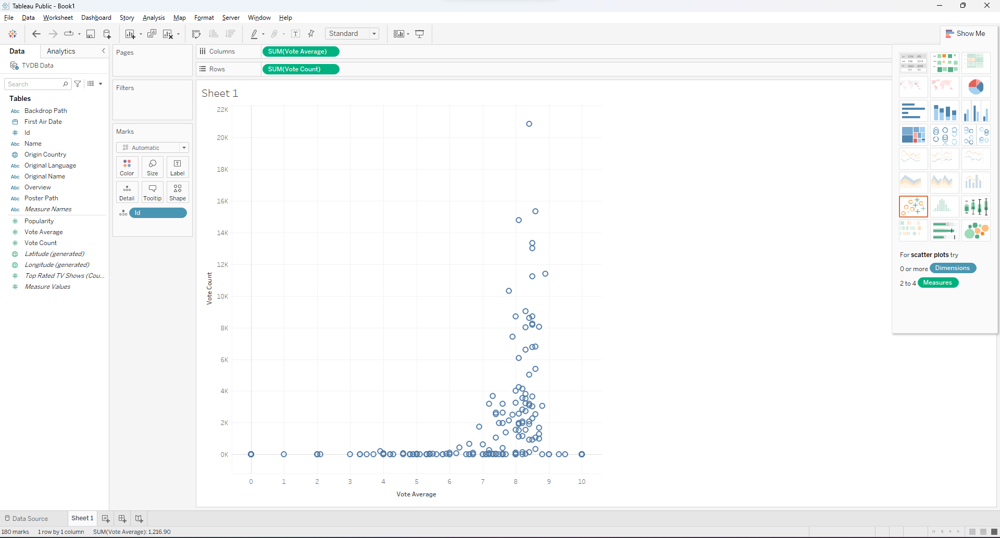 Tableau Public - Book1
File Data Worksheet Dashboard Story Analysis Map Format Server Window Help
Standard
Show Me
Data Analytics
TVDB Data
Search
Tables
Abc Backdrop Path
First Air Date
Id
Abc Name
Origin Country
Abc Original Language
Abc Original Name
Abc Overview
Abc Poster Path
Abc Measure Names
Popularity
Vote Average
Vote Count
Latitude (generated)
Longitude (generated)
Top Rated TV Shows (Cou...
Measure Values
Pages
Filters
Marks
Automatic
Color Size Label
Detail Tooltip Shape
Id
Columns SUM(Vote Average)
Rows SUM(Vote Count)
Sheet 1
22K
20K
18K
16K
14K
12K
10K
8K
6K
4K
2K
0K
Vote Count
0 1 2 3 4 5 6 7 8 9 10
Vote Average
For scatter plots try
0 or more Dimensions
2 to 4 Measures
Data Source Sheet 1
180 marks 1 row by 1 column SUM(Vote Average): 1,216.90